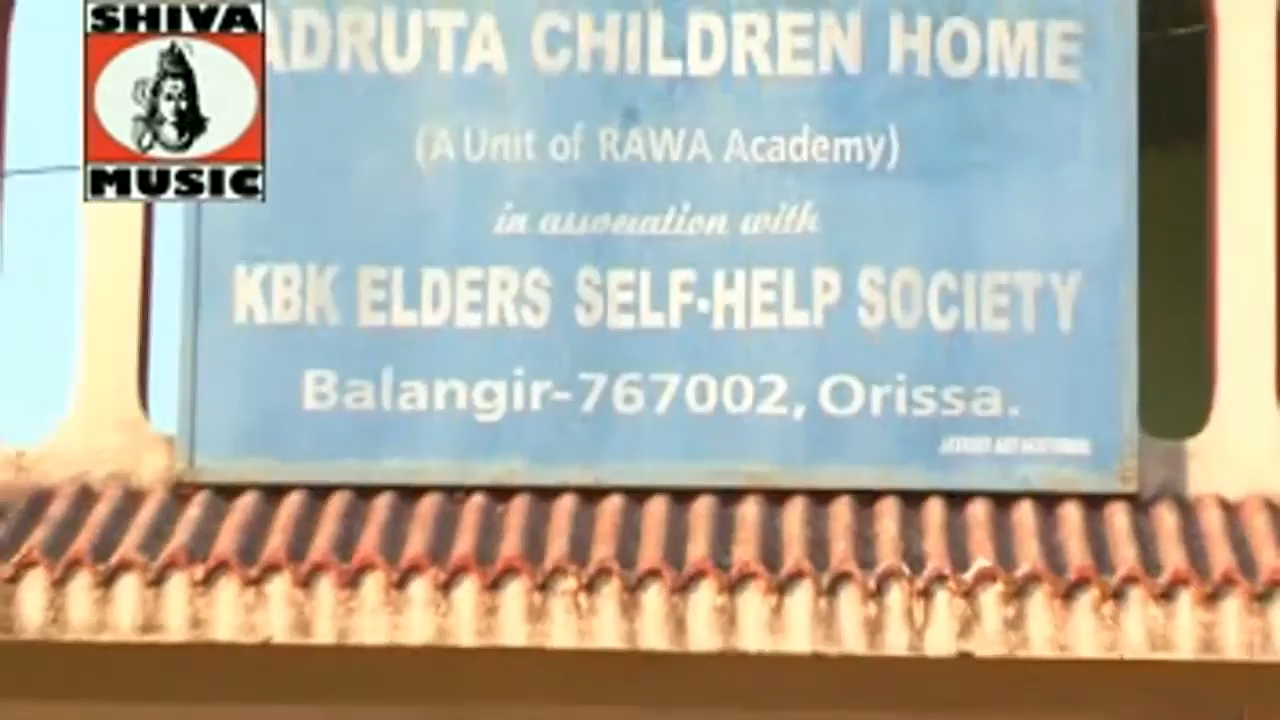 SHIVA
MUSIC
ADRUTA CHILDREN HOME
(A Unit of RAWA Academy)
in association with
KBK ELDERS SELF-HELP SOCIETY
Balangir-767002, Orissa.